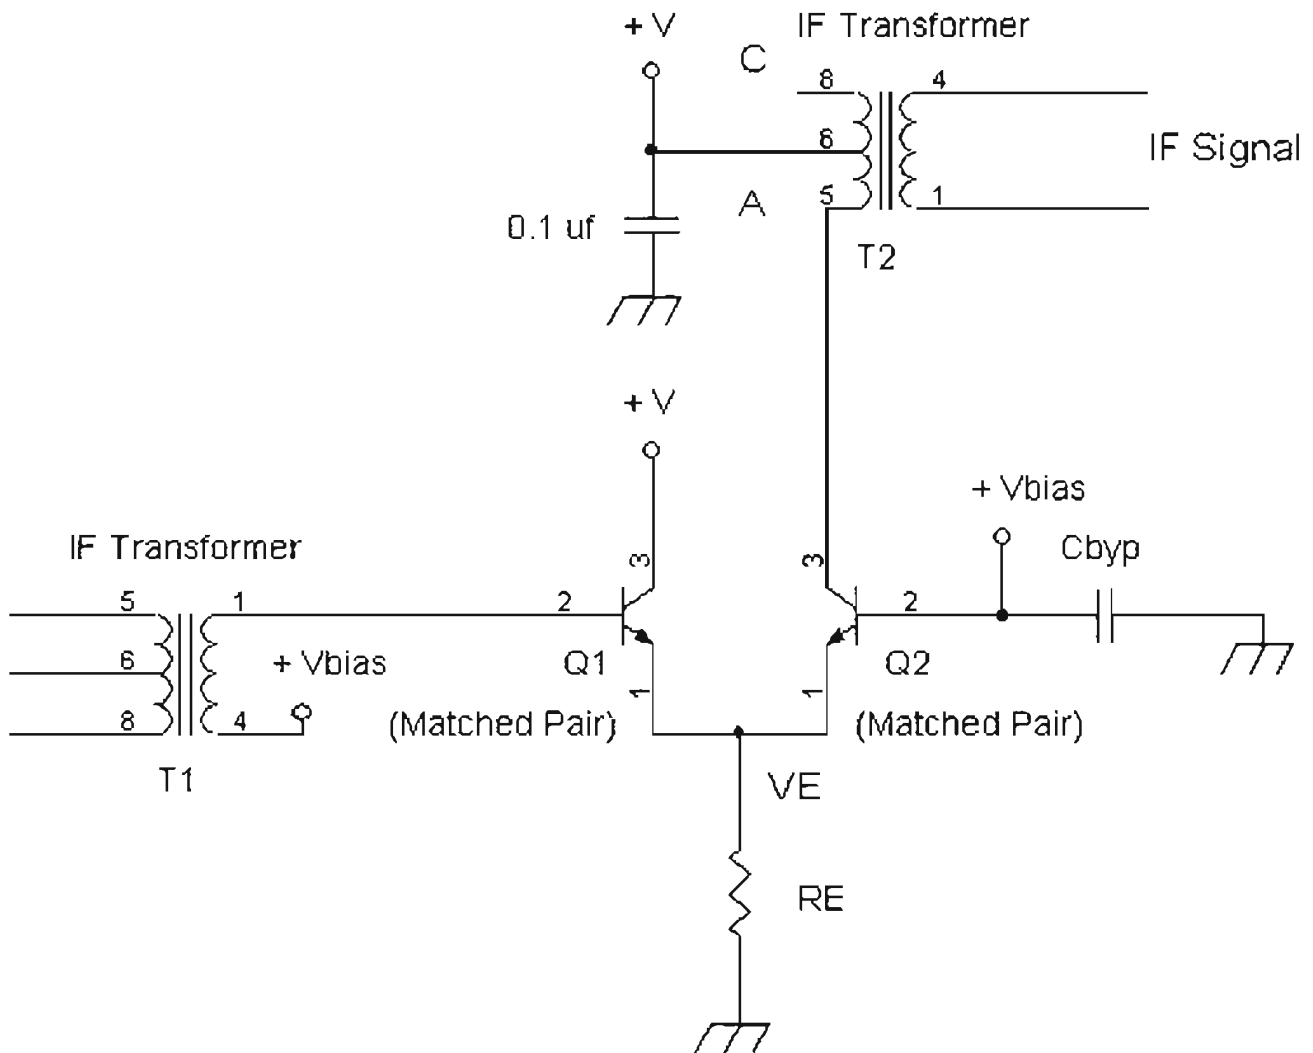 + V
IF Transformer
C
8
4
6
IF Signal
A
5
1
0.1 uf
T2
+ V
+ Vbias
IF Transformer
3
3
Cbyp
5
1
2
2
6
+ Vbias
Q1
Q2
1
1
8
4
(Matched Pair)
(Matched Pair)
T1
VE
RE